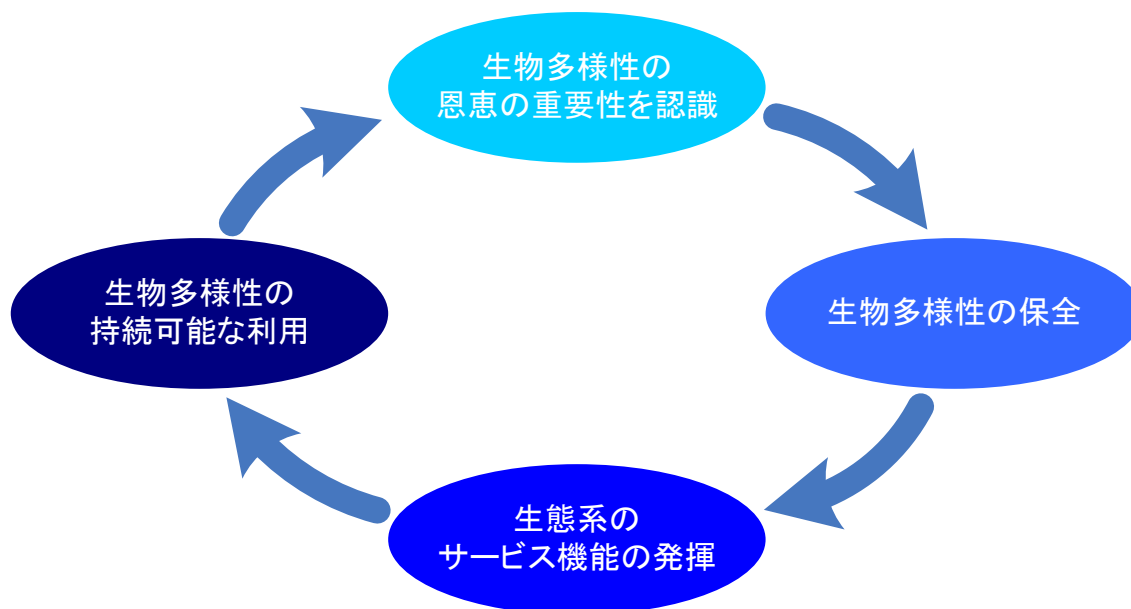 生物多様性の
恩恵の重要性を認識
生物多様性の保全
生態系の
サービス機能の発揮
生物多様性の
持続可能な利用